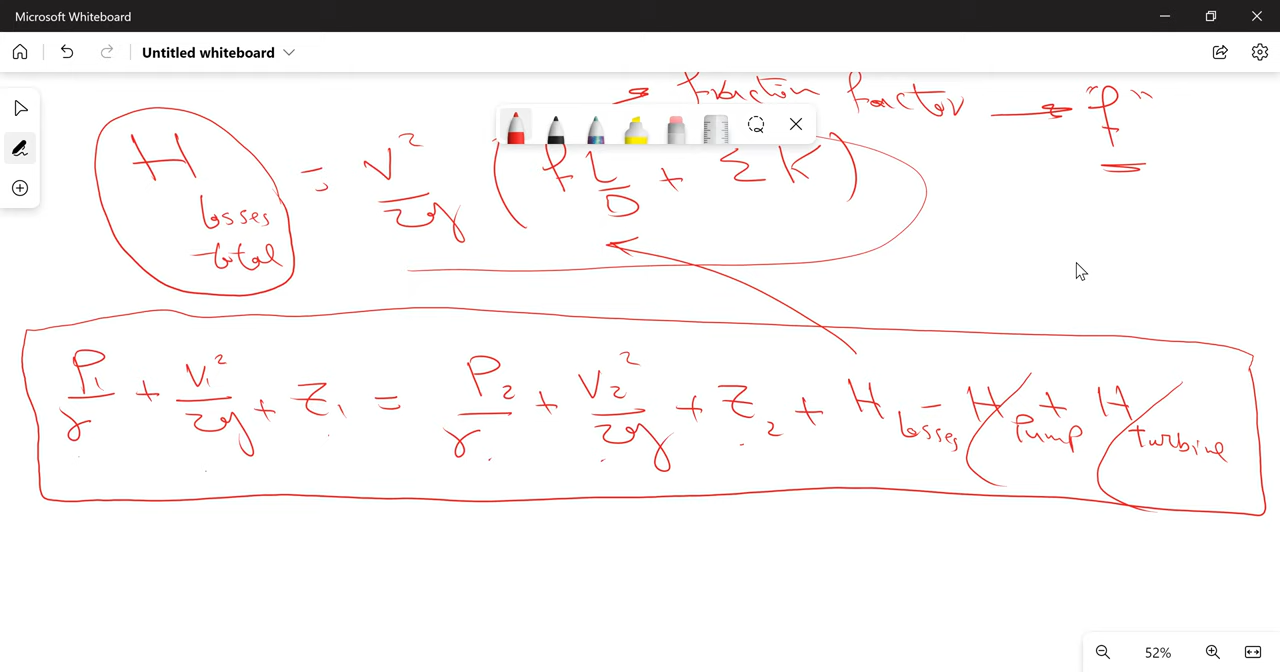 Microsoft Whiteboard
Untitled whiteboard
→ friction factor → "f"
H losses total = V²/2g ( f L/D + Σ K )
P₁/γ + V₁²/2g + Z₁ = P₂/γ + V₂²/2g + Z₂ + H losses - H Pump + H turbine
52%